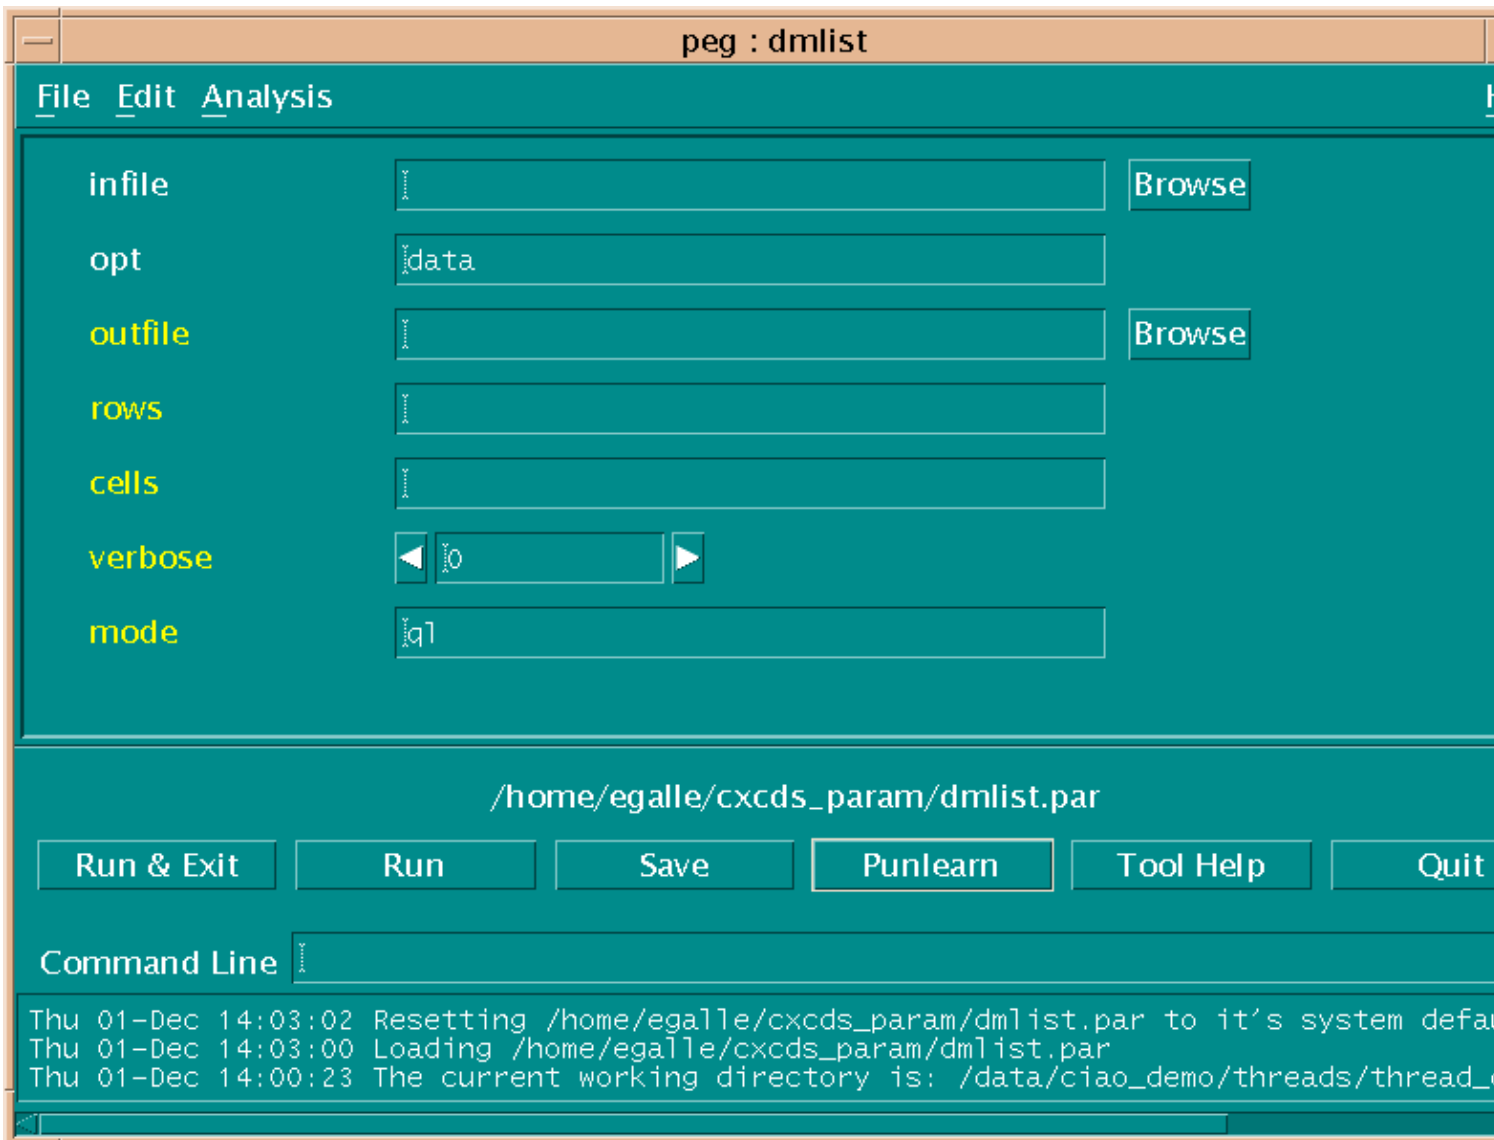 peg : dmlist
File Edit Analysis
infile Browse
opt data
outfile Browse
rows
cells
verbose 0
mode ql
/home/egalle/cxcds_param/dmlist.par
Run & Exit Run Save Punlearn Tool Help Quit
Command Line
Thu 01-Dec 14:03:02 Resetting /home/egalle/cxcds_param/dmlist.par to it's system defau
Thu 01-Dec 14:03:00 Loading /home/egalle/cxcds_param/dmlist.par
Thu 01-Dec 14:00:23 The current working directory is: /data/ciao_demo/threads/thread_